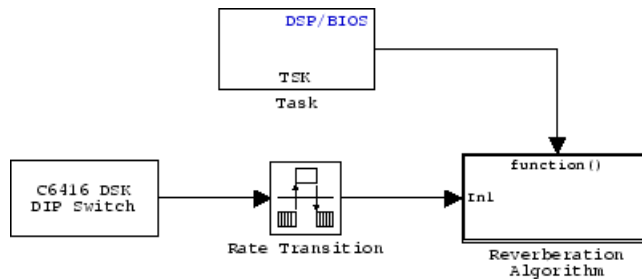 DSP/BIOS
TSK
Task
C6416 DSK
DIP Switch
Rate Transition
function()
In1
Reverberation
Algorithm